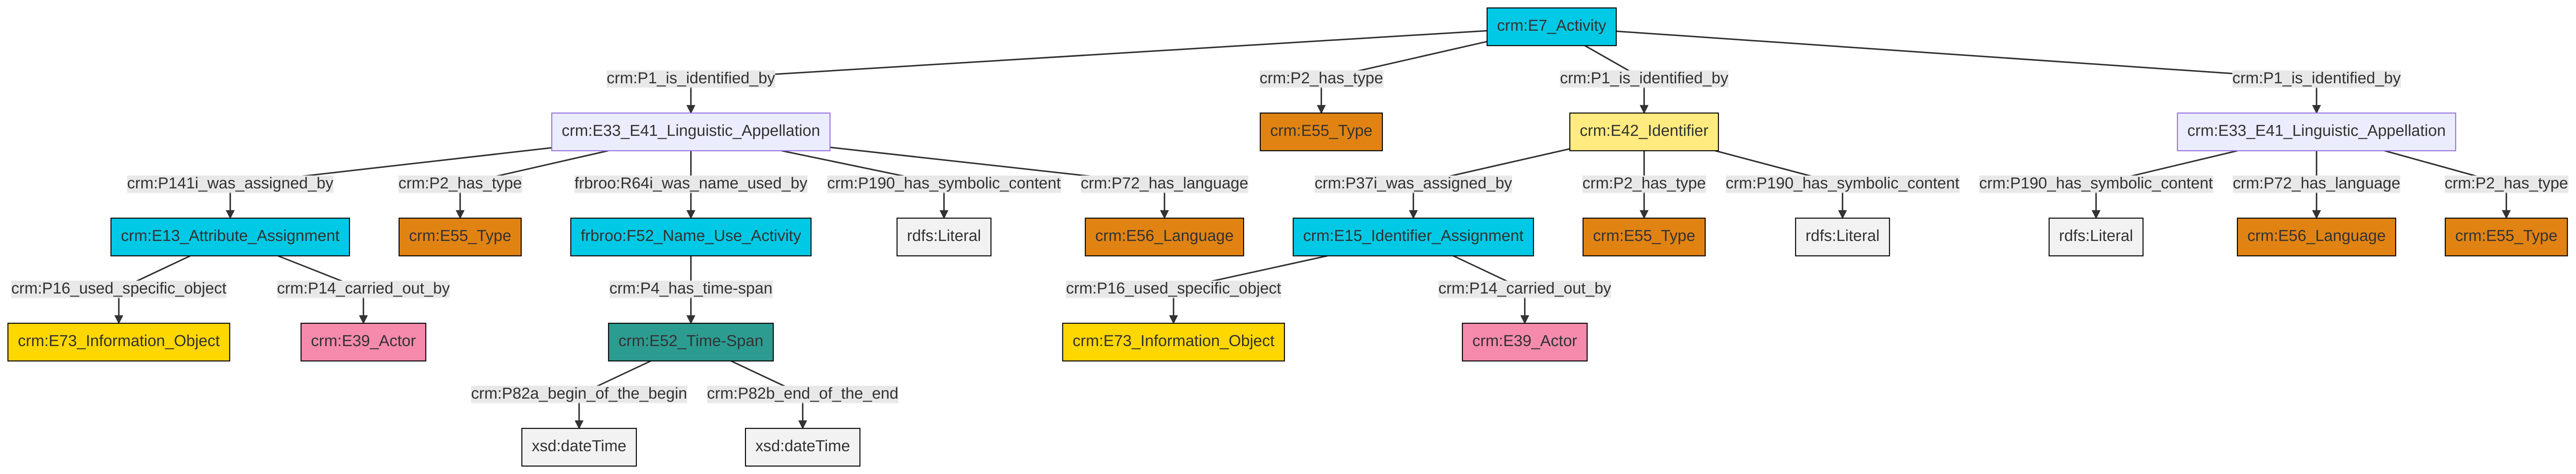 crm:E7_Activity
crm:P1_is_identified_by
crm:P2_has_type
crm:P1_is_identified_by
crm:P1_is_identified_by
crm:E33_E41_Linguistic_Appellation
crm:E55_Type
crm:E42_Identifier
crm:E33_E41_Linguistic_Appellation
crm:P141i_was_assigned_by
crm:P2_has_type
frbroo:R64i_was_name_used_by
crm:P190_has_symbolic_content
crm:P72_has_language
crm:P37i_was_assigned_by
crm:P2_has_type
crm:P190_has_symbolic_content
crm:P190_has_symbolic_content
crm:P72_has_language
crm:P2_has_type
crm:E13_Attribute_Assignment
crm:E55_Type
frbroo:F52_Name_Use_Activity
rdfs:Literal
crm:E56_Language
crm:E15_Identifier_Assignment
crm:E55_Type
rdfs:Literal
rdfs:Literal
crm:E56_Language
crm:E55_Type
crm:P16_used_specific_object
crm:P14_carried_out_by
crm:P4_has_time-span
crm:P16_used_specific_object
crm:P14_carried_out_by
crm:E73_Information_Object
crm:E39_Actor
crm:E52_Time-Span
crm:E73_Information_Object
crm:E39_Actor
crm:P82a_begin_of_the_begin
crm:P82b_end_of_the_end
xsd:dateTime
xsd:dateTime